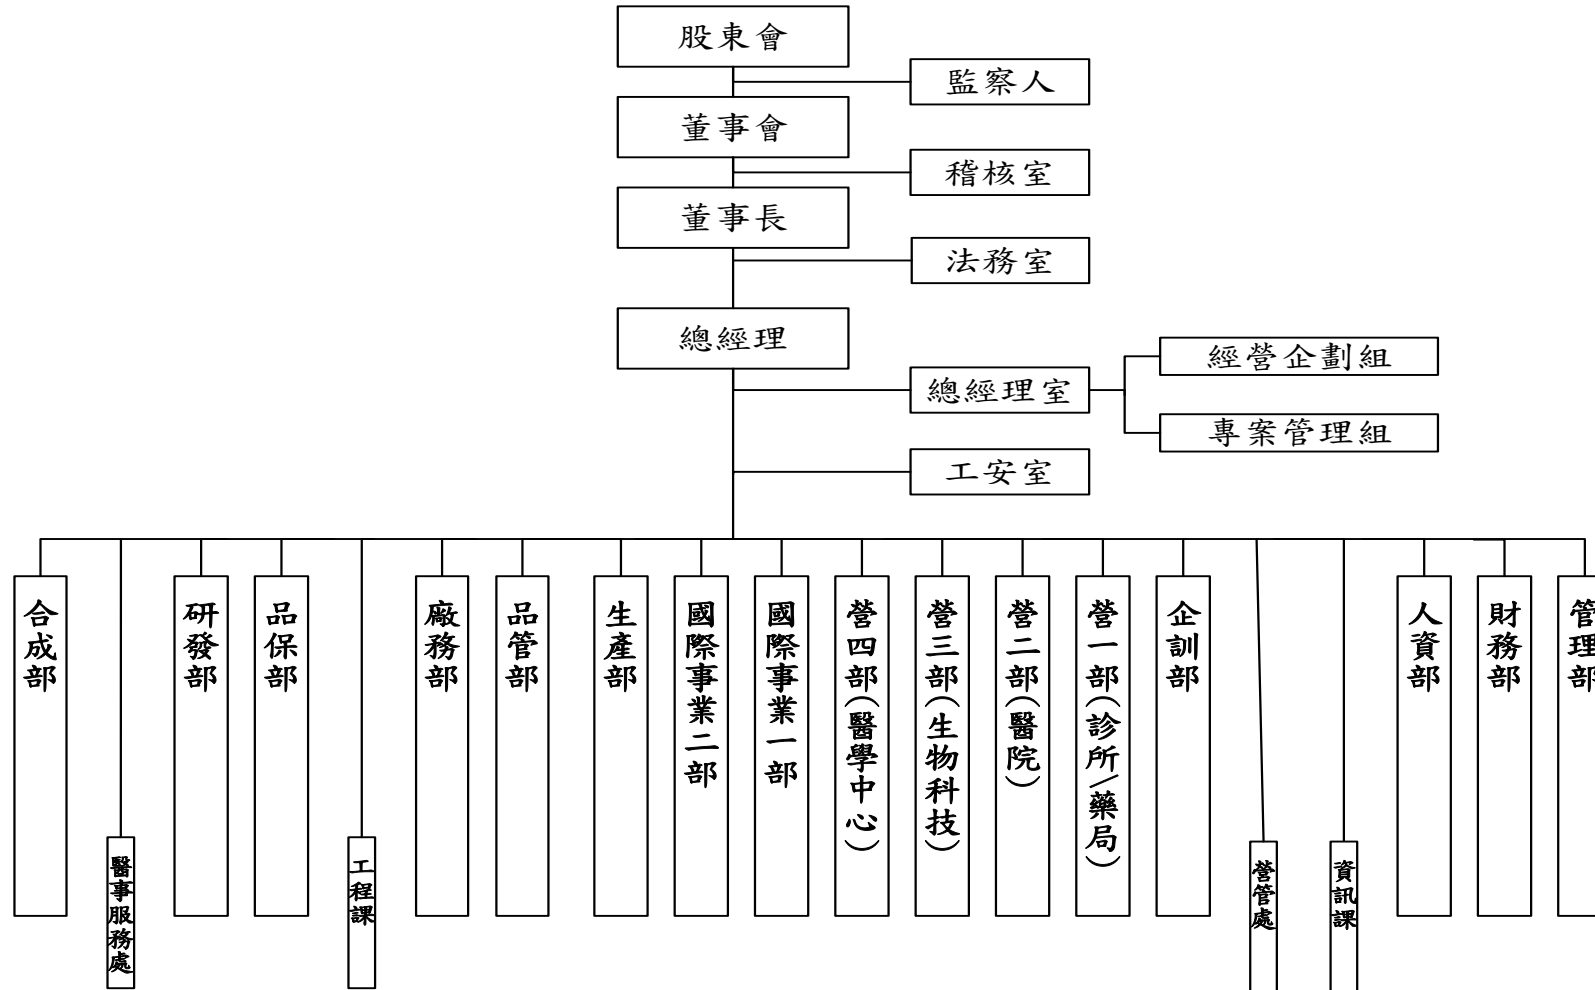 股東會
監察人
董事會
稽核室
董事長
法務室
總經理
經營企劃組
總經理室
專案管理組
工安室
合成部
醫事服務處
研發部
品保部
工程課
廠務部
品管部
生產部
國際事業二部
國際事業一部
營四部(醫學中心)
營三部(生物科技)
營二部(醫院)
營一部(診所/藥局)
企訓部
營管處
資訊課
人資部
財務部
管理部